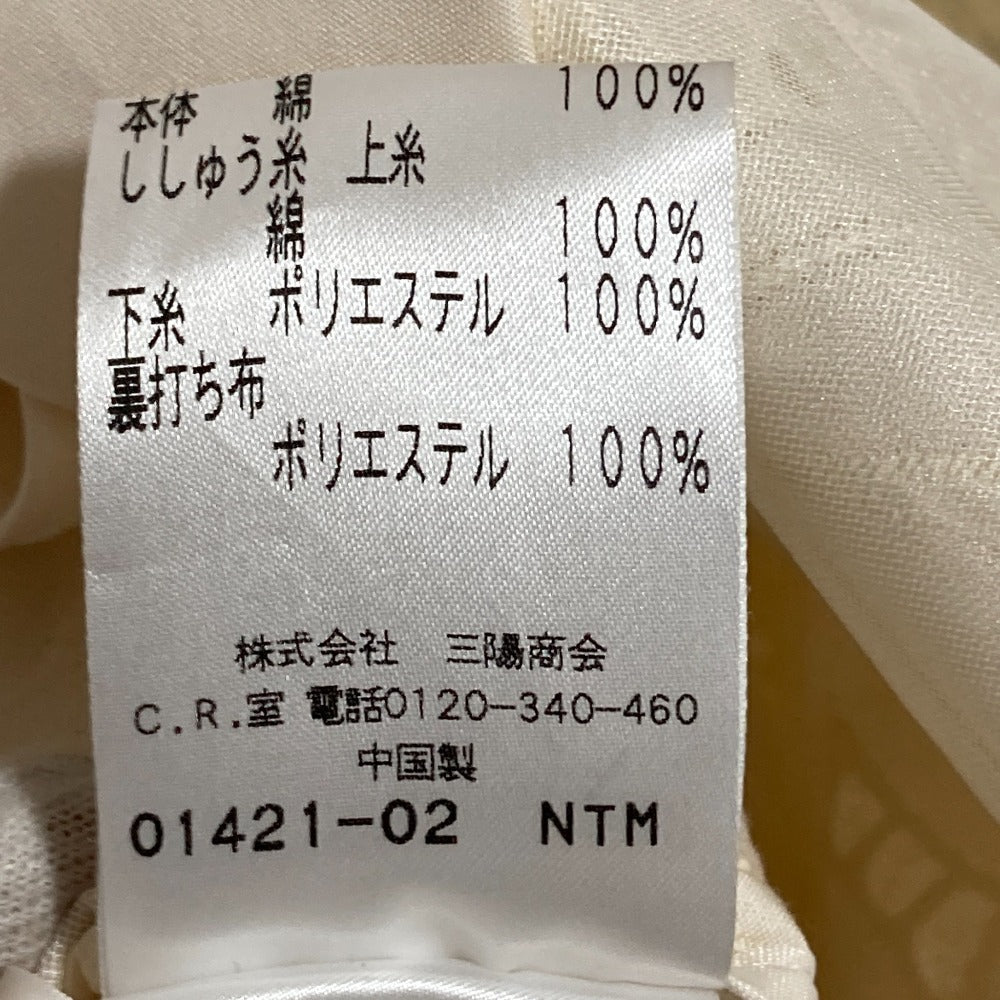 本体 綿 100%
ししゅう糸 上糸
綿 100%
下糸 ポリエステル 100%
裏打ち布
ポリエステル 100%
株式会社 三陽商会
C.R.室 電話0120-340-460
中国製
01421-02 NTM